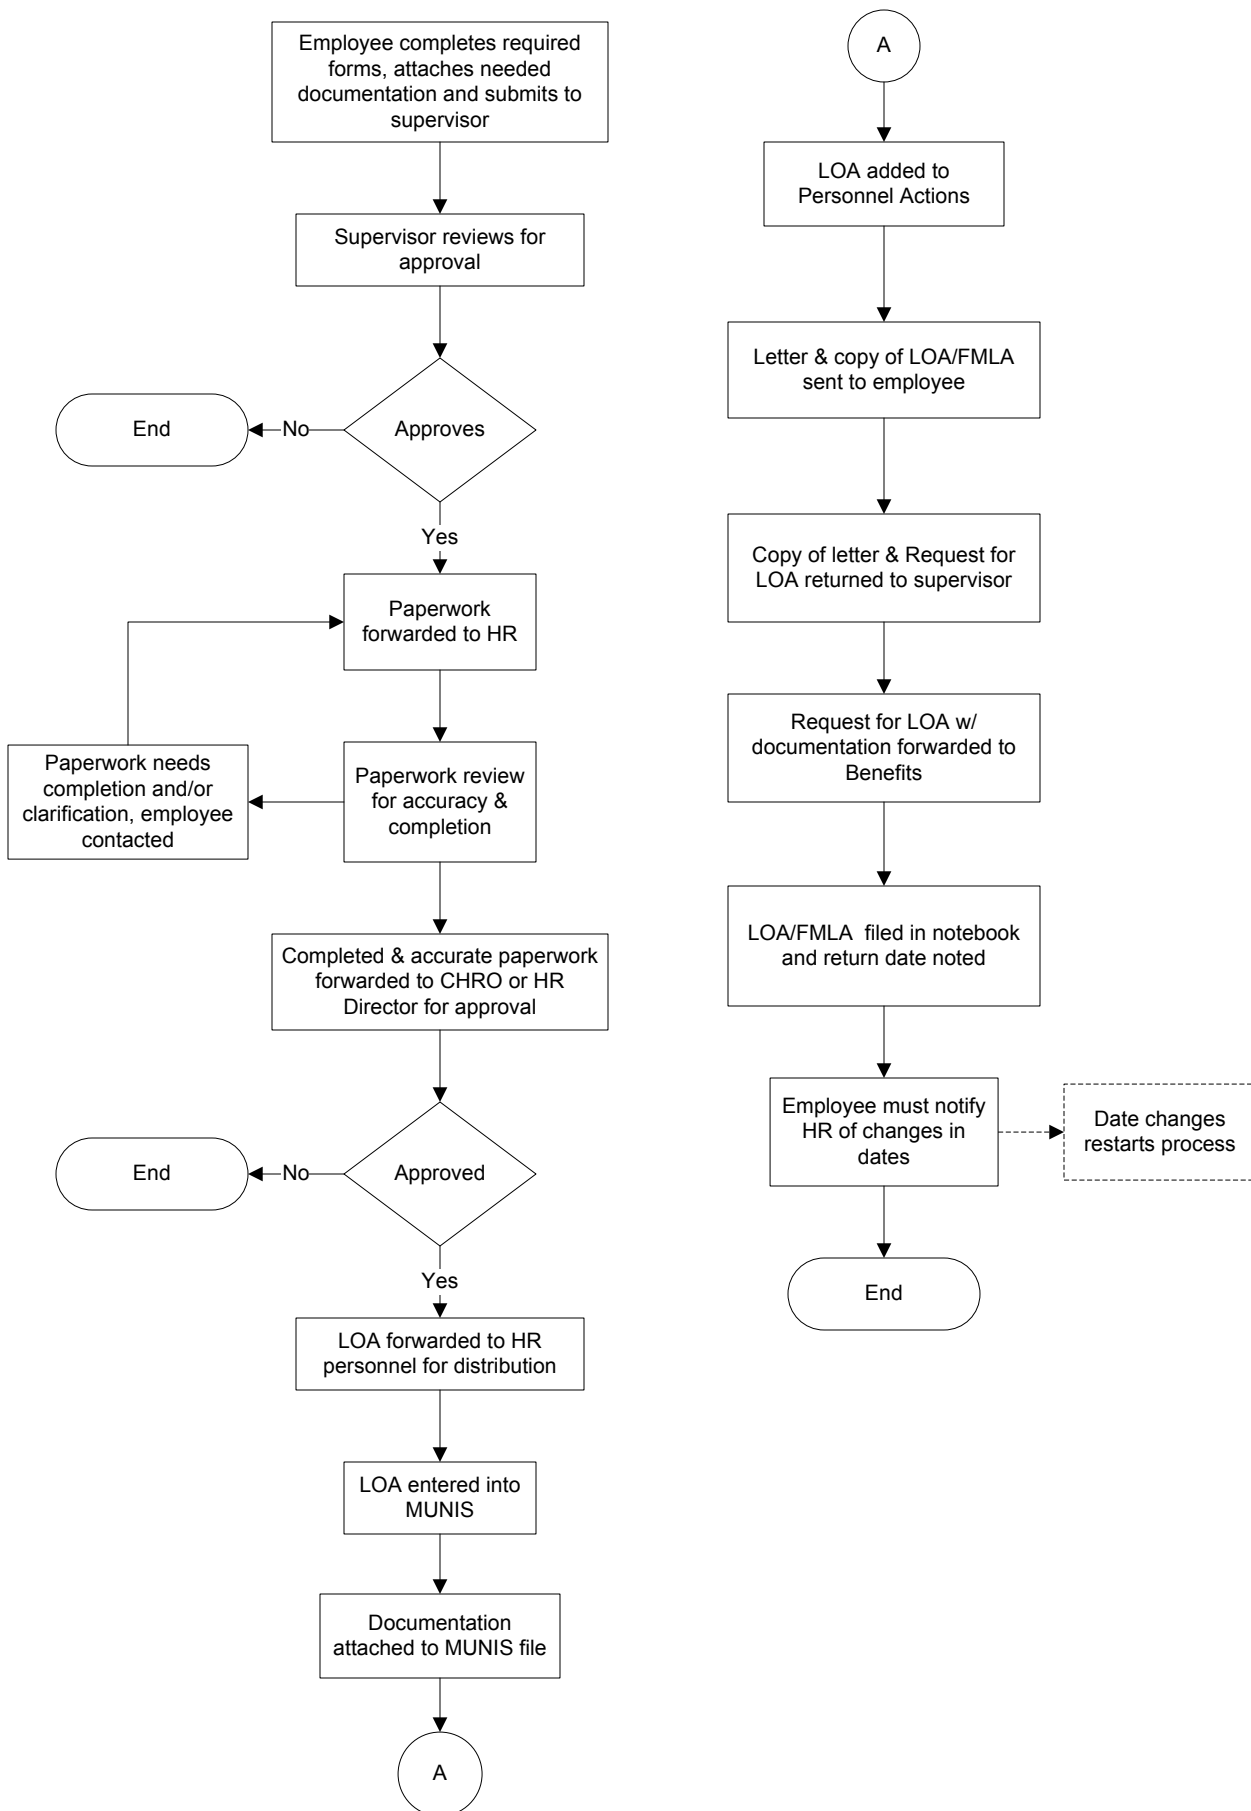 Employee completes required
forms, attaches needed
documentation and submits to
supervisor
Supervisor reviews for
approval
Approves
No
End
Yes
Paperwork
forwarded to HR
Paperwork review
for accuracy &
completion
Paperwork needs
completion and/or
clarification, employee
contacted
Completed & accurate paperwork
forwarded to CHRO or HR
Director for approval
Approved
No
End
Yes
LOA forwarded to HR
personnel for distribution
LOA entered into
MUNIS
Documentation
attached to MUNIS file
A
A
LOA added to
Personnel Actions
Letter & copy of LOA/FMLA
sent to employee
Copy of letter & Request for
LOA returned to supervisor
Request for LOA w/
documentation forwarded to
Benefits
LOA/FMLA filed in notebook
and return date noted
Employee must notify
HR of changes in
dates
Date changes
restarts process
End